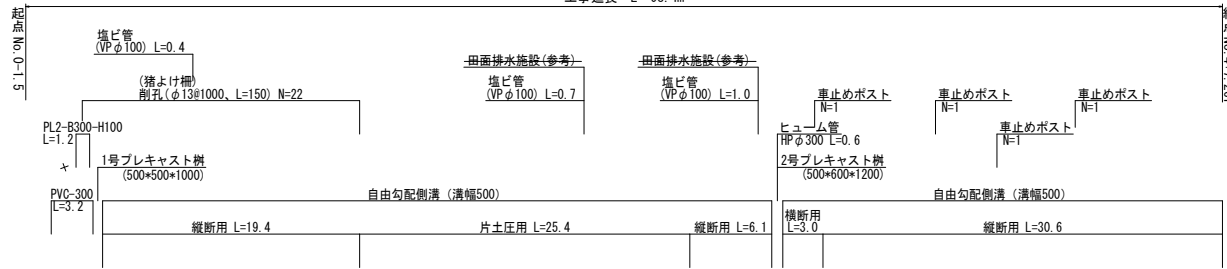 起点 No.0-1.5
塩ビ管
(VPφ100) L=0.4
(猪よけ柵)
削孔(φ13@1000、L=150) N=22
田面排水施設(参考)
塩ビ管
(VPφ100) L=0.7
田面排水施設(参考)
塩ビ管
(VPφ100) L=1.0
車止めポスト
N=1
車止めポスト
N=1
車止めポスト
N=1
車止めポスト
N=1
PL2-B300-H100
L=1.2
ヒューム管
HPφ300 L=0.6
1号プレキャスト桝
(500*500*1000)
2号プレキャスト桝
(500*600*1200)
PVC-300
L=3.2
自由勾配側溝 (溝幅500)
自由勾配側溝 (溝幅500)
縦断用 L=19.4
片土圧用 L=25.4
縦断用 L=6.1
横断用
L=3.0
縦断用 L=30.6